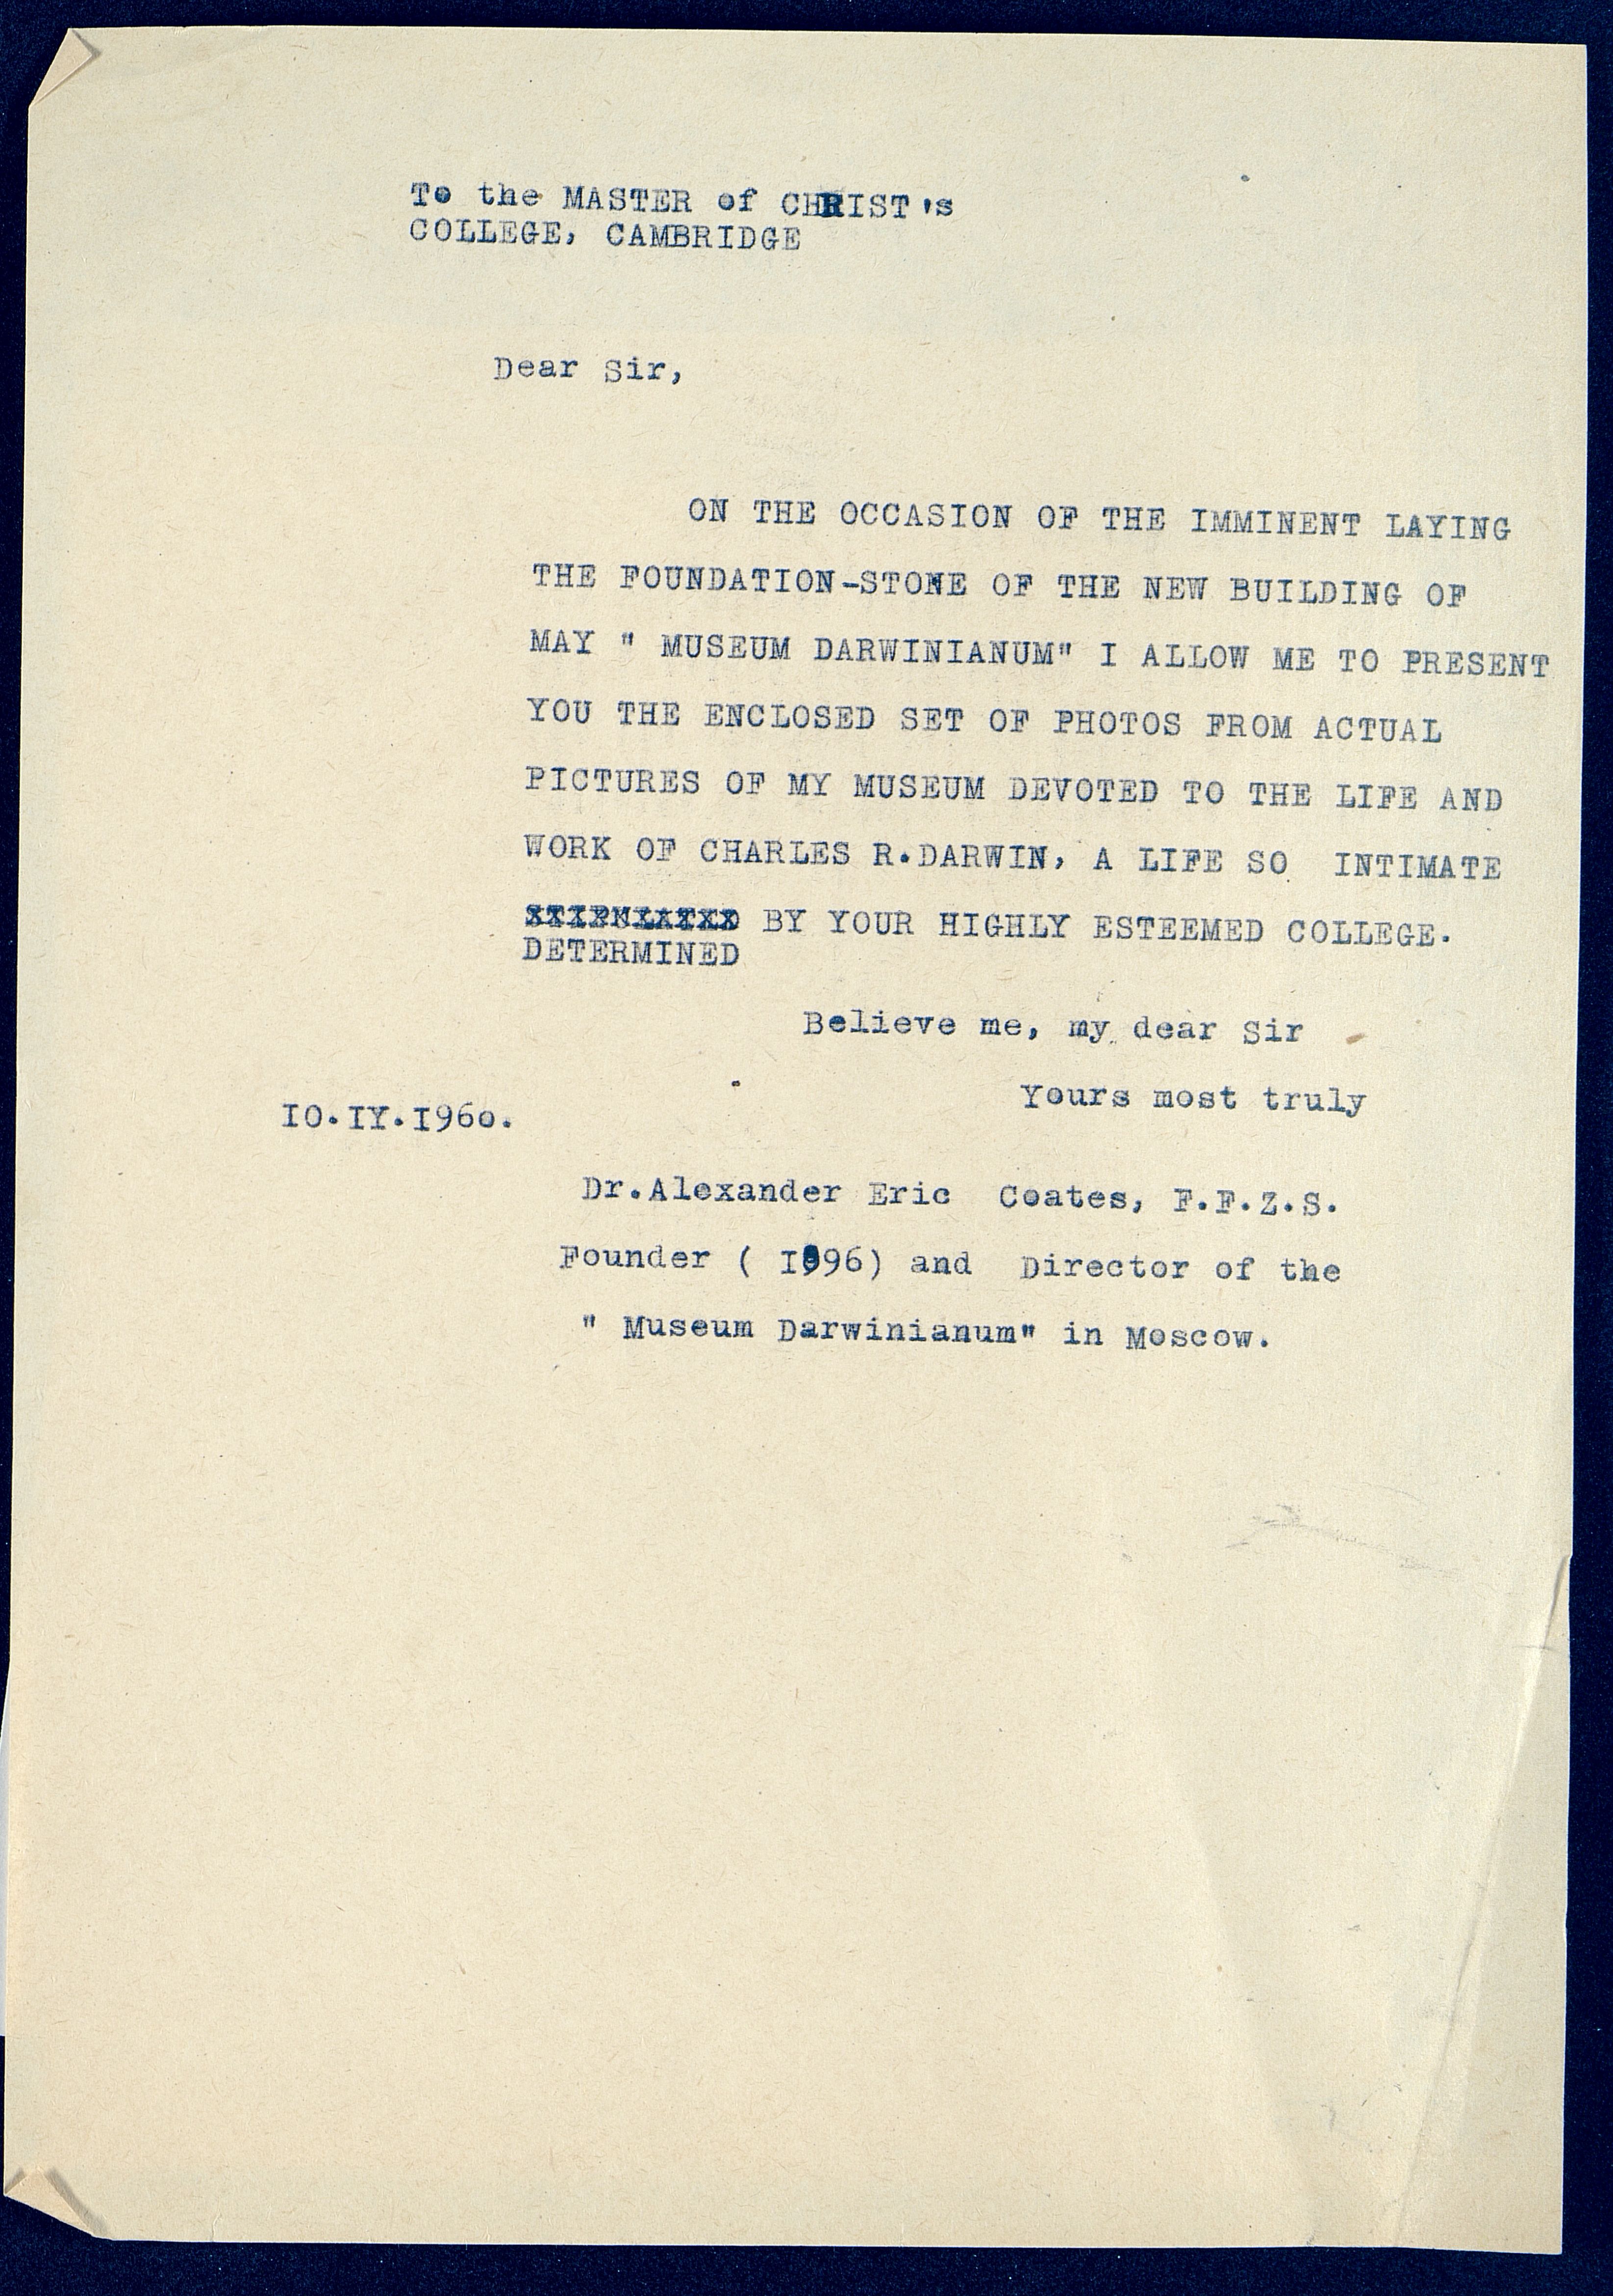 To the MASTER of CHRIST's
COLLEGE, CAMBRIDGE
Dear Sir,
ON THE OCCASION OF THE IMMINENT LAYING
THE FOUNDATION-STONE OF THE NEW BUILDING OF
MAY " MUSEUM DARWINIANUM" I ALLOW ME TO PRESENT
YOU THE ENCLOSED SET OF PHOTOS FROM ACTUAL
PICTURES OF MY MUSEUM DEVOTED TO THE LIFE AND
WORK OF CHARLES R.DARWIN, A LIFE SO INTIMATE
BY YOUR HIGHLY ESTEEMED COLLEGE.
DETERMINED
Believe me, my dear Sir
Yours most truly
IO.IY.I960.
Dr.Alexander Eric Coates, F.F.Z.S.
Founder ( I896) and Director of the
" Museum Darwinianum" in Moscow.